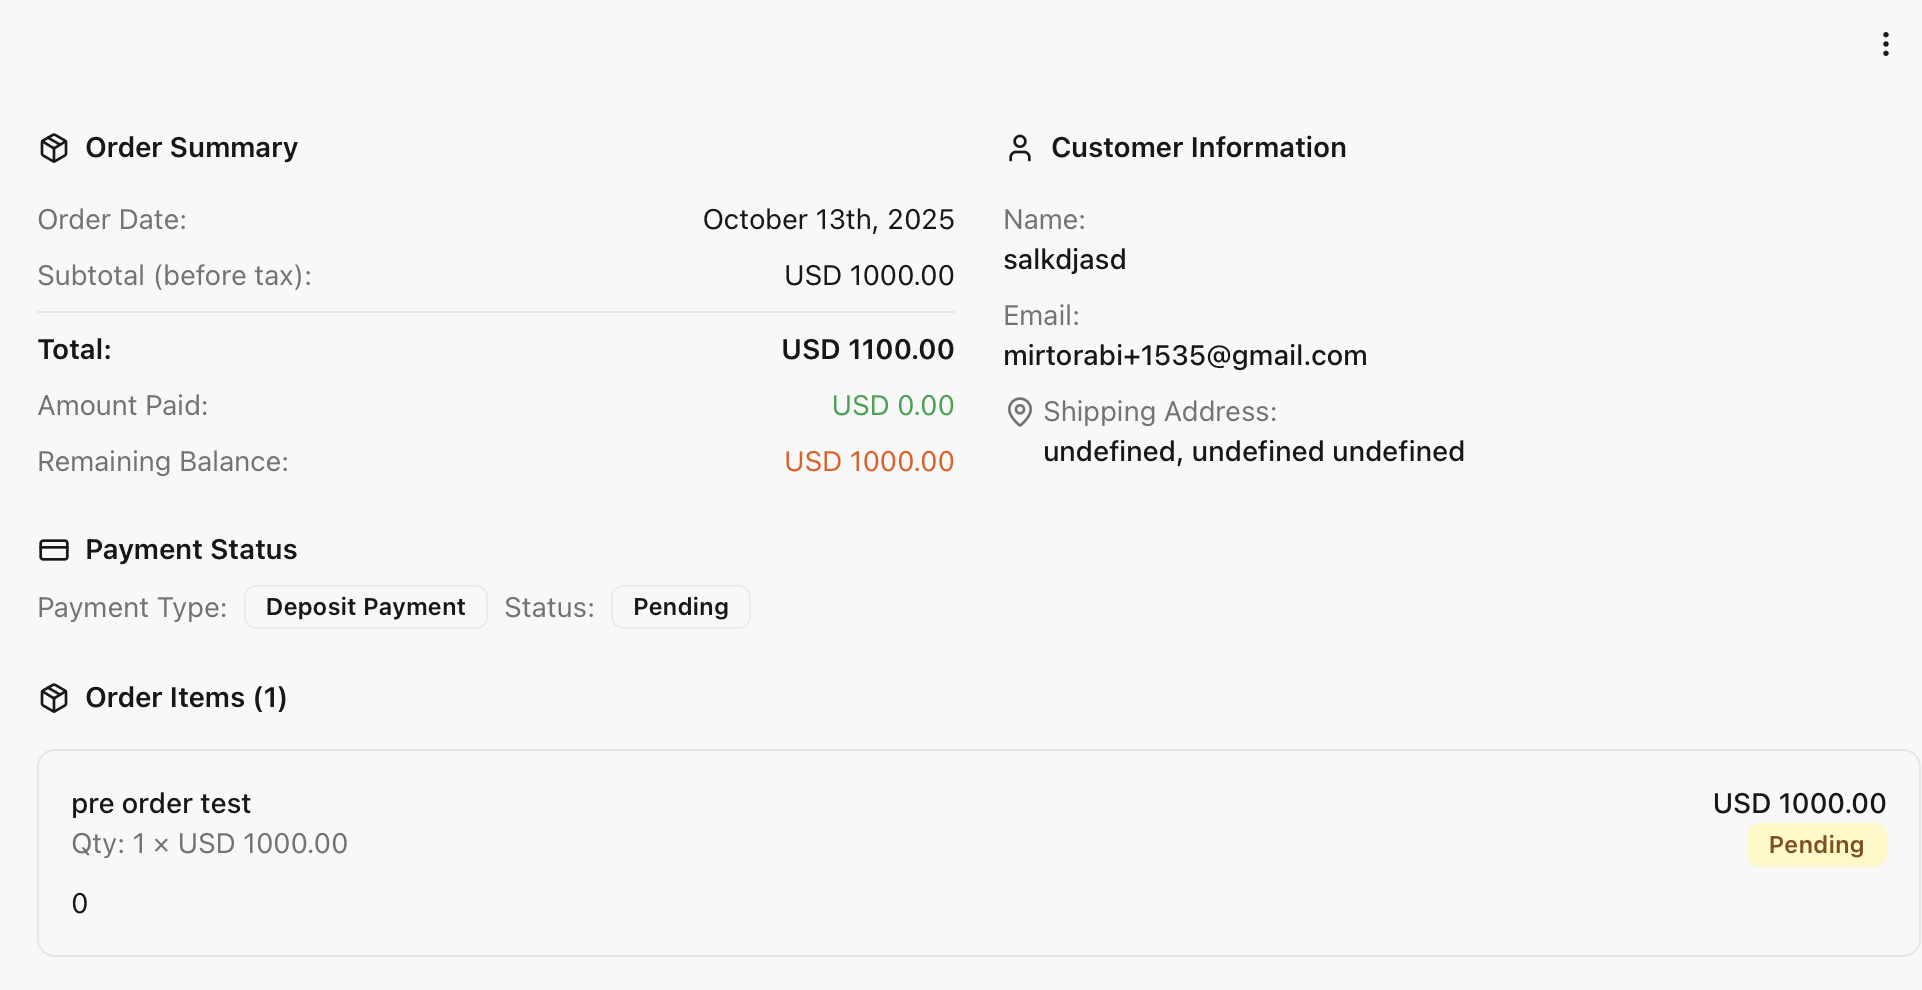 Order Summary
Order Date: October 13th, 2025
Subtotal (before tax): USD 1000.00
Total: USD 1100.00
Amount Paid: USD 0.00
Remaining Balance: USD 1000.00
Payment Status
Payment Type: Deposit Payment Status: Pending
Customer Information
Name:
salkdjasd
Email:
mirtorabi+1535@gmail.com
Shipping Address:
undefined, undefined undefined
Order Items (1)
pre order test USD 1000.00
Qty: 1 × USD 1000.00 Pending
0